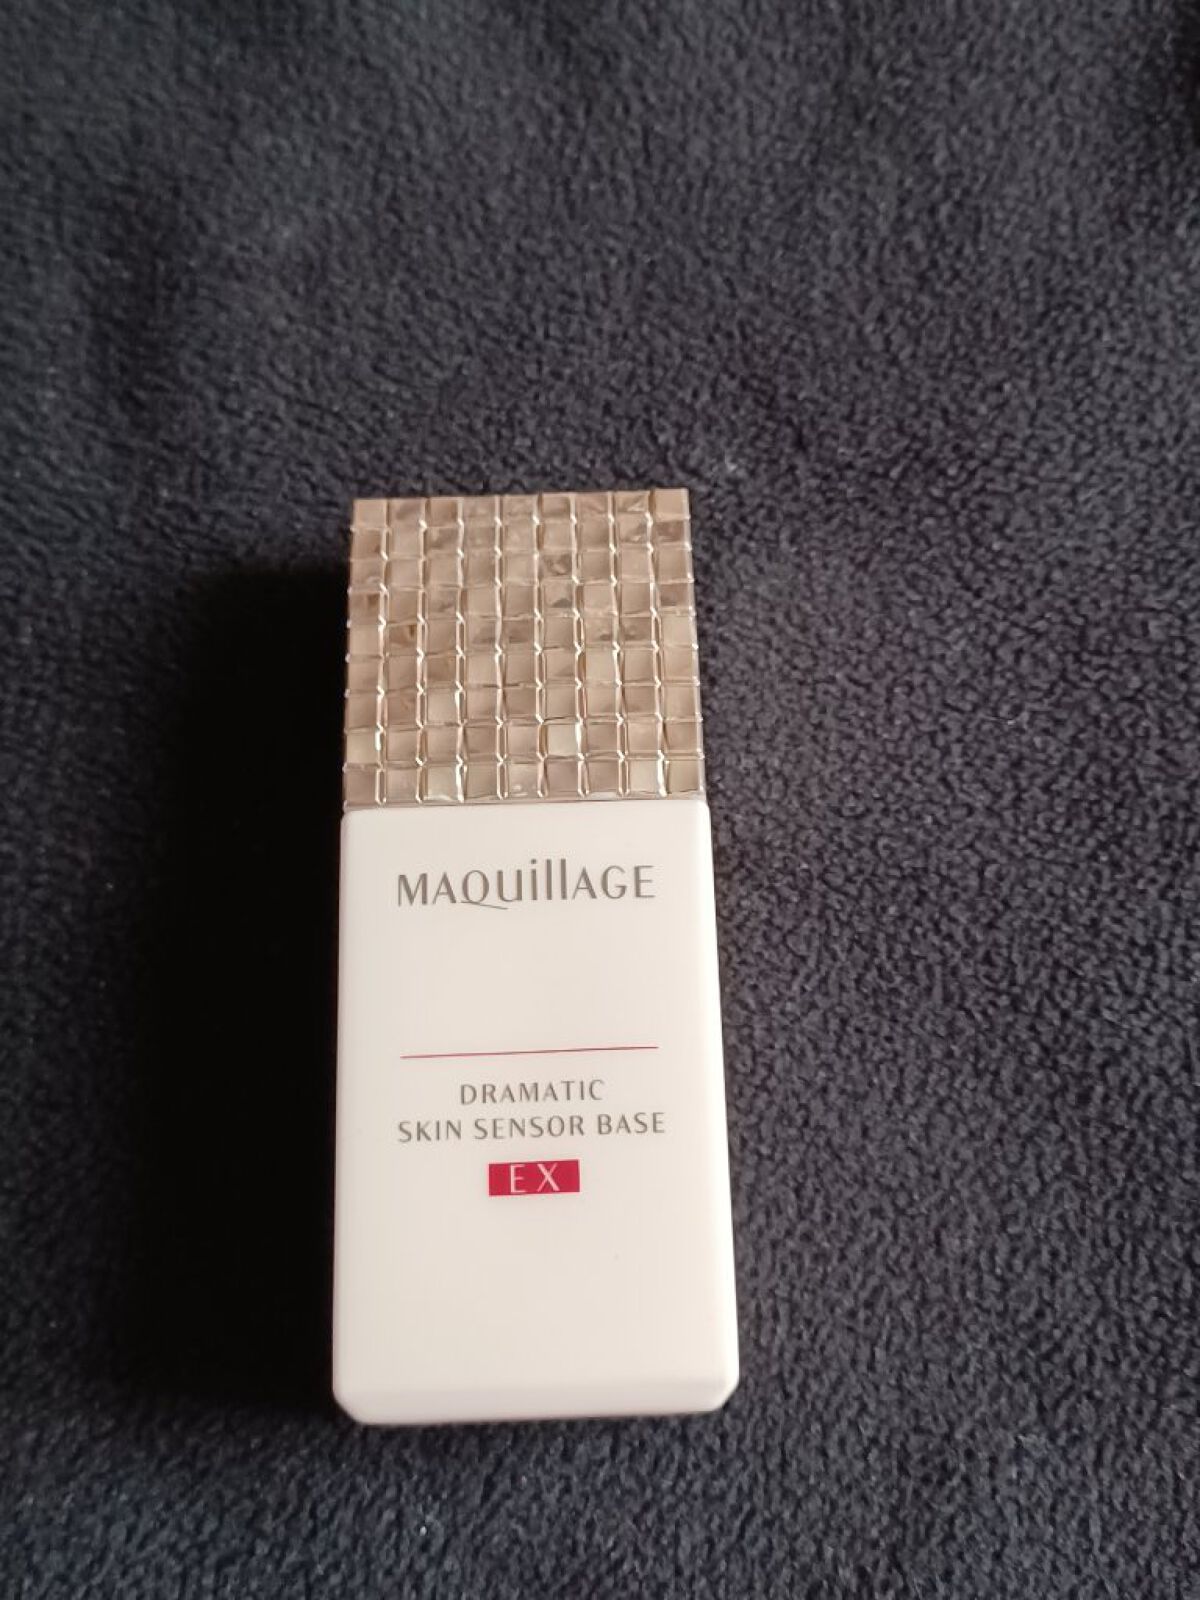 MAQuillAGE
DRAMATIC
SKIN SENSOR BASE
EX